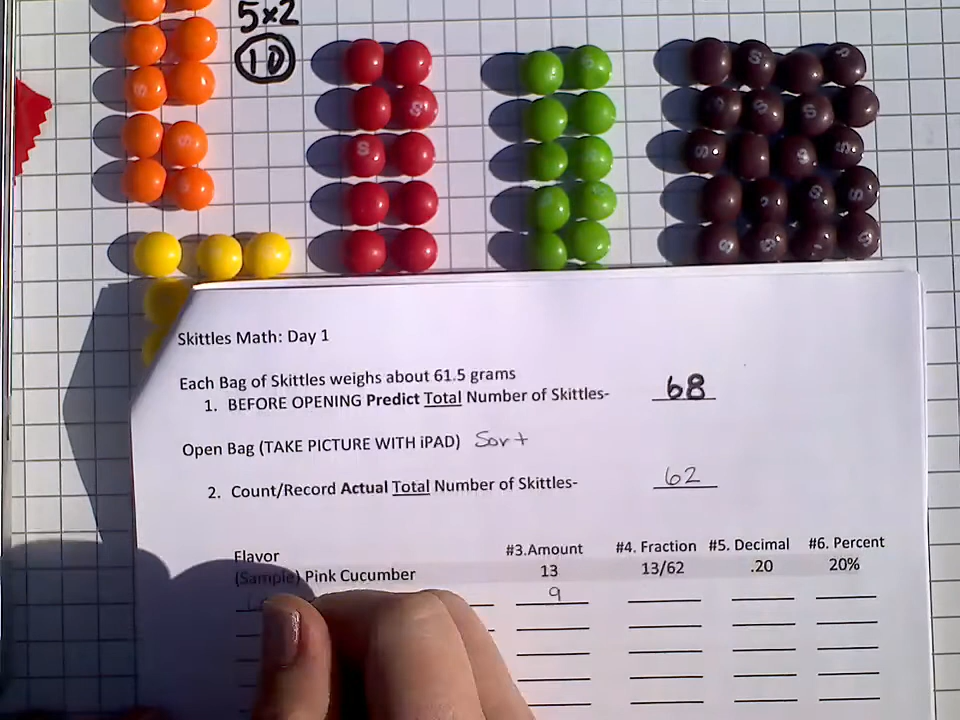 5×2
10
Skittles Math: Day 1
Each Bag of Skittles weighs about 61.5 grams
1. BEFORE OPENING Predict Total Number of Skittles- 68
Open Bag (TAKE PICTURE WITH iPAD) Sort
2. Count/Record Actual Total Number of Skittles- 62
Flavor #3.Amount #4. Fraction #5. Decimal #6. Percent
(Sample) Pink Cucumber 13 13/62 .20 20%
9